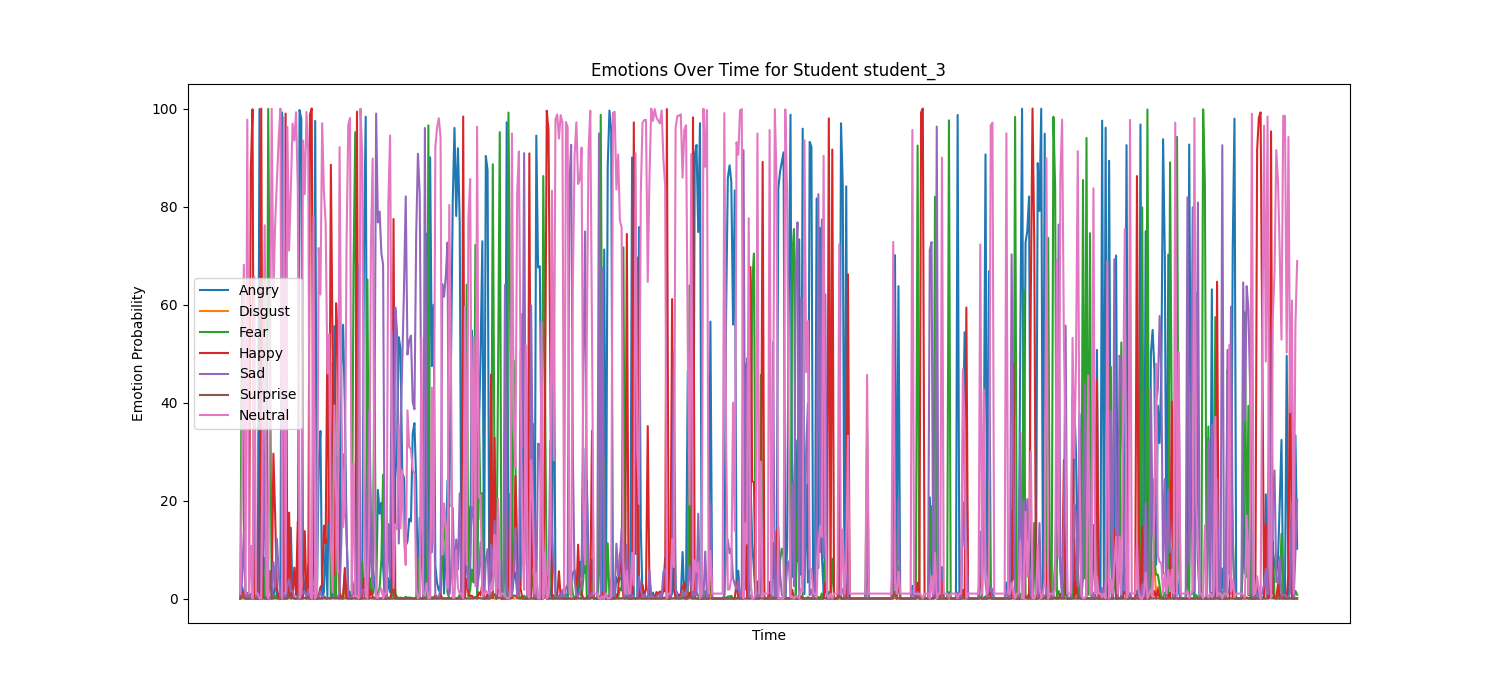 Emotions Over Time for Student student_3
Emotion Probability
100
80
60
40
20
0
Angry
Disgust
Fear
Happy
Sad
Surprise
Neutral
Time